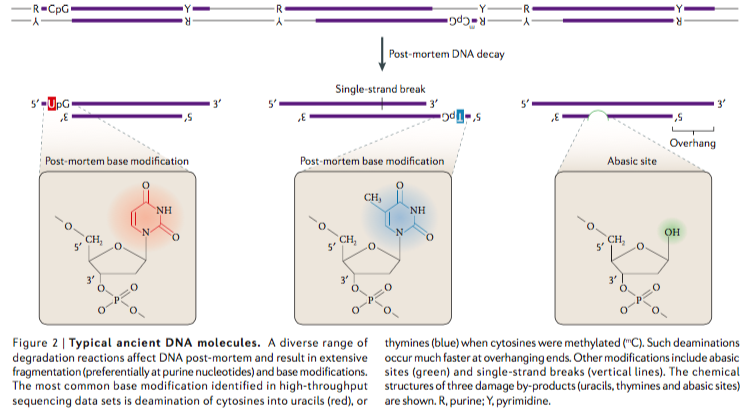 R CpG Y R Y R Y
Y R Y R mCpG Y R
Post-mortem DNA decay
Single-strand break
5′ UpG 3′ 5′ 3′ 5′ 3′
3′ 5′ 3′ TpG 5′ 3′ 5′
Overhang
Post-mortem base modification Post-mortem base modification Abasic site
O CH3 O
NH NH
O N O O N O O OH
CH2 O CH2 O CH2 O
5′ 5′ 5′
3′ 3′ 3′
O O O O O O
P P P
O O O O O O
Figure 2 | Typical ancient DNA molecules. A diverse range of
degradation reactions affect DNA post-mortem and result in extensive
fragmentation (preferentially at purine nucleotides) and base modifications.
The most common base modification identified in high-throughput
sequencing data sets is deamination of cytosines into uracils (red), or
thymines (blue) when cytosines were methylated (mC). Such deaminations
occur much faster at overhanging ends. Other modifications include abasic
sites (green) and single-strand breaks (vertical lines). The chemical
structures of three damage by-products (uracils, thymines and abasic sites)
are shown. R, purine; Y, pyrimidine.